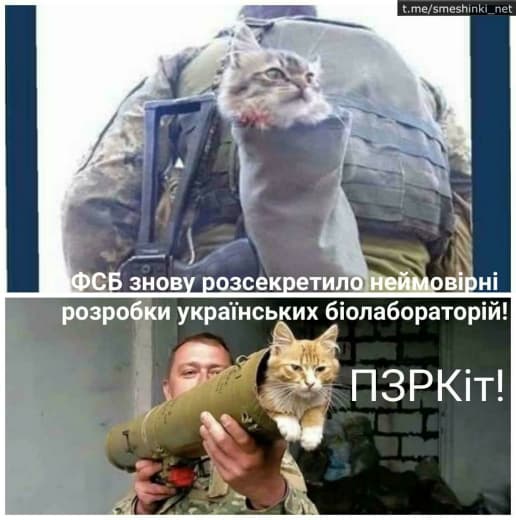 t.me/smeshinki_net
ФСБ знову розсекретило неймовірні
розробки українських біолабораторій!
ПЗРКіт!